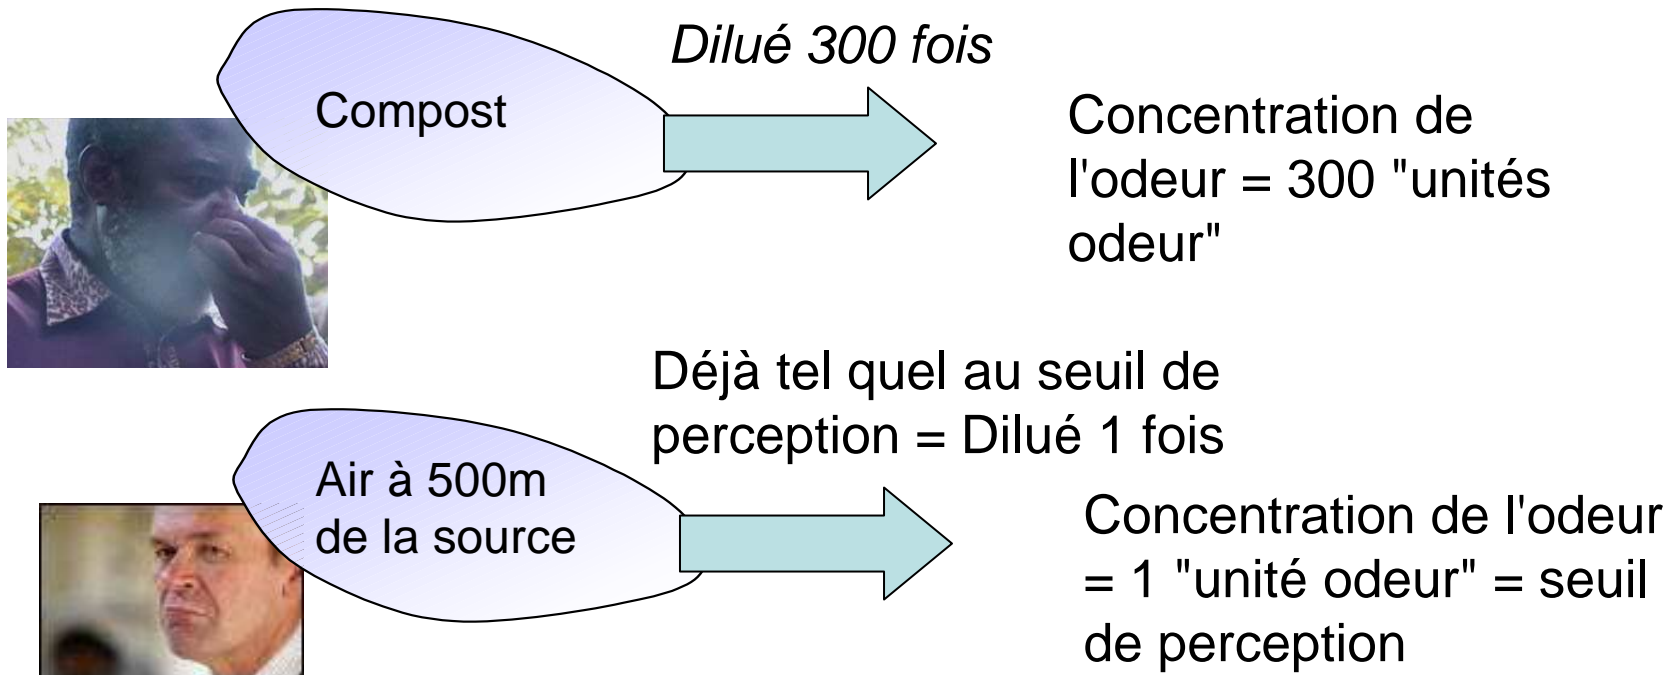 Dilué 300 fois
Compost
Concentration de
l'odeur = 300 "unités
odeur"
Déjà tel quel au seuil de
perception = Dilué 1 fois
Air à 500m
de la source
Concentration de l'odeur
= 1 "unité odeur" = seuil
de perception